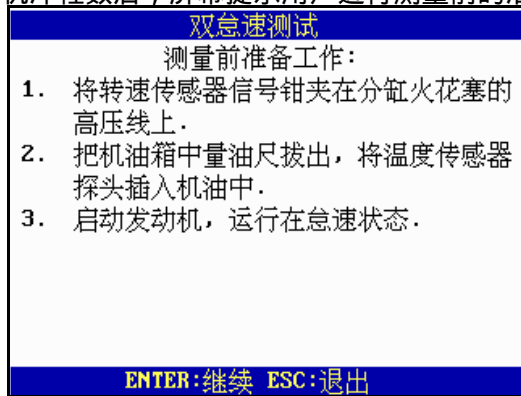 双怠速测试
测量前准备工作:
1. 将转速传感器信号钳夹在分缸火花塞的
高压线上.
2. 把机油箱中量油尺拔出，将温度传感器
探头插入机油中.
3. 启动发动机，运行在怠速状态.
ENTER:继续 ESC:退出